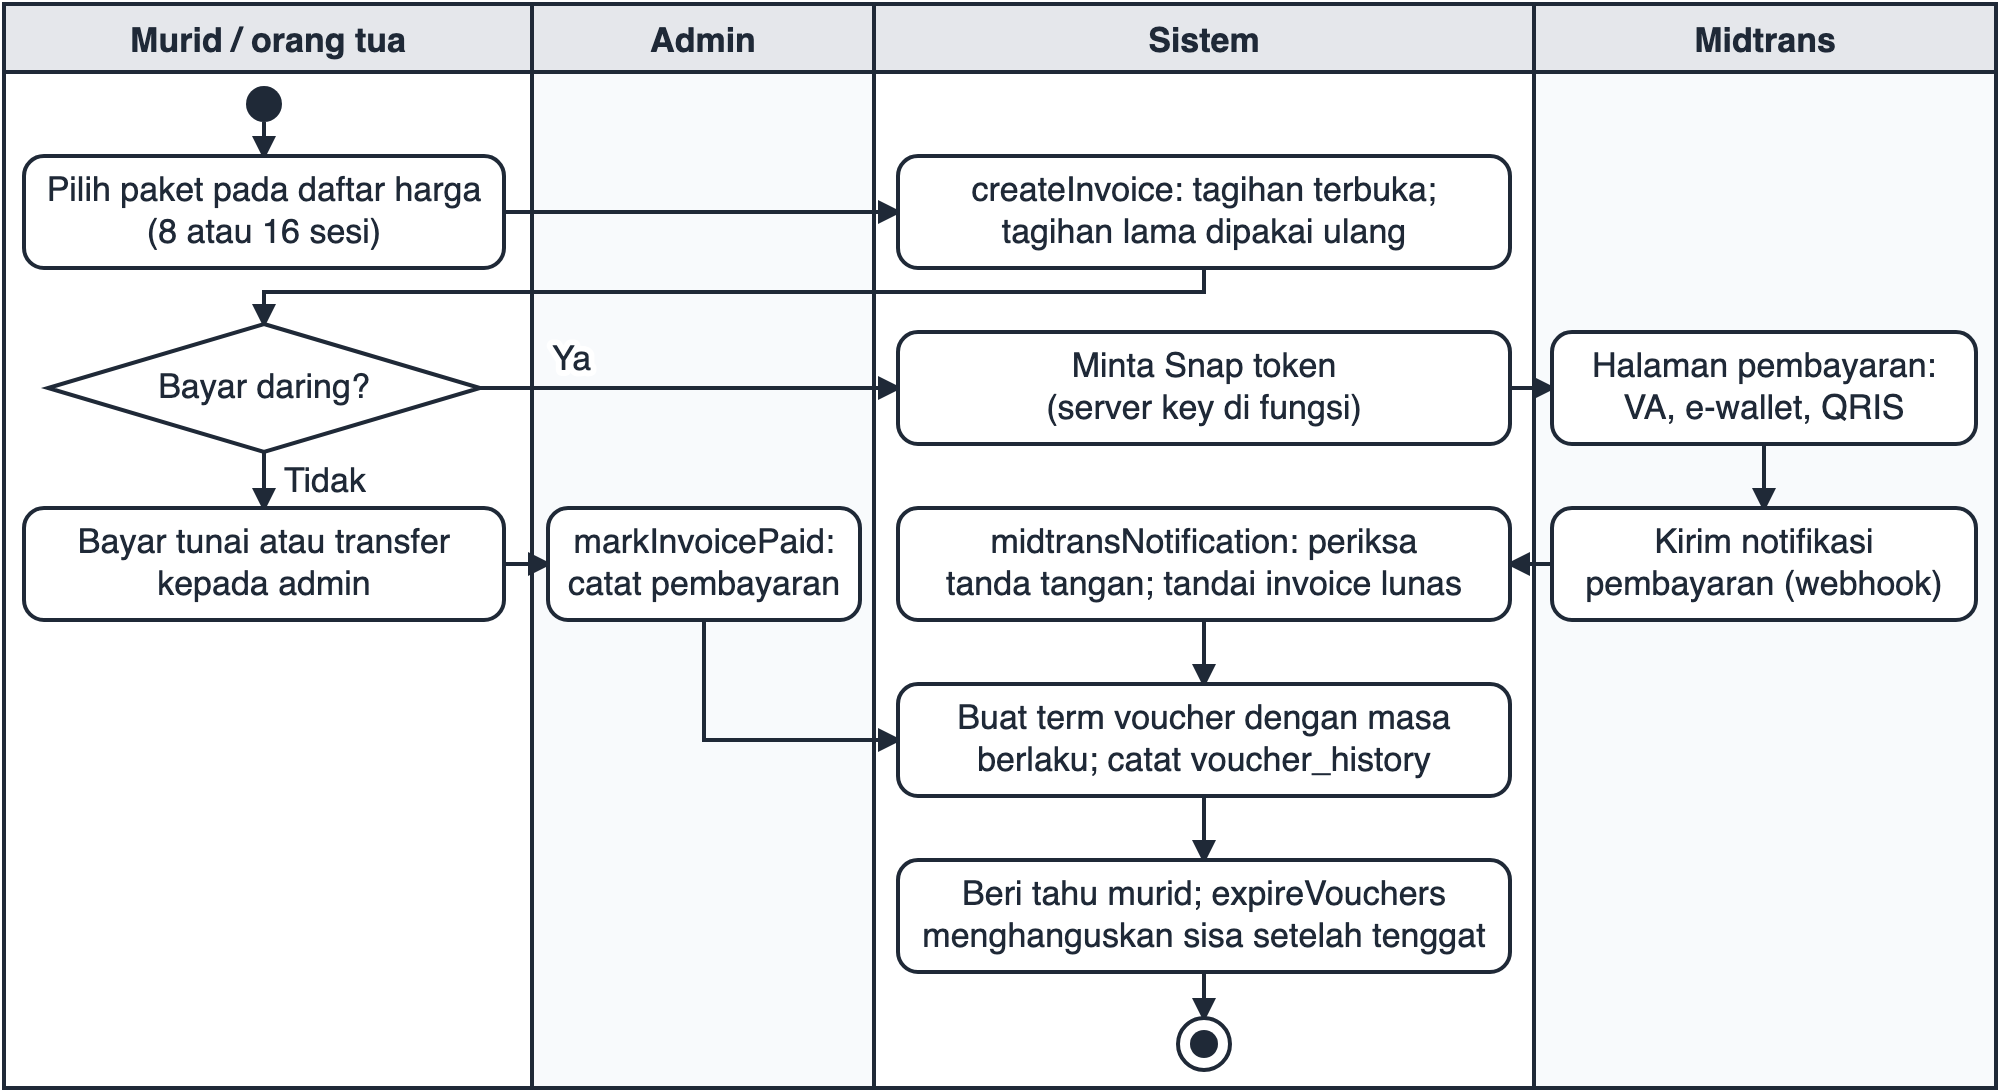 Murid / orang tua
Admin
Sistem
Midtrans
Pilih paket pada daftar harga
(8 atau 16 sesi)
createInvoice: tagihan terbuka;
tagihan lama dipakai ulang
Bayar daring?
Ya
Minta Snap token
(server key di fungsi)
Halaman pembayaran:
VA, e-wallet, QRIS
Tidak
Bayar tunai atau transfer
kepada admin
markInvoicePaid:
catat pembayaran
midtransNotification: periksa
tanda tangan; tandai invoice lunas
Kirim notifikasi
pembayaran (webhook)
Buat term voucher dengan masa
berlaku; catat voucher_history
Beri tahu murid; expireVouchers
menghanguskan sisa setelah tenggat